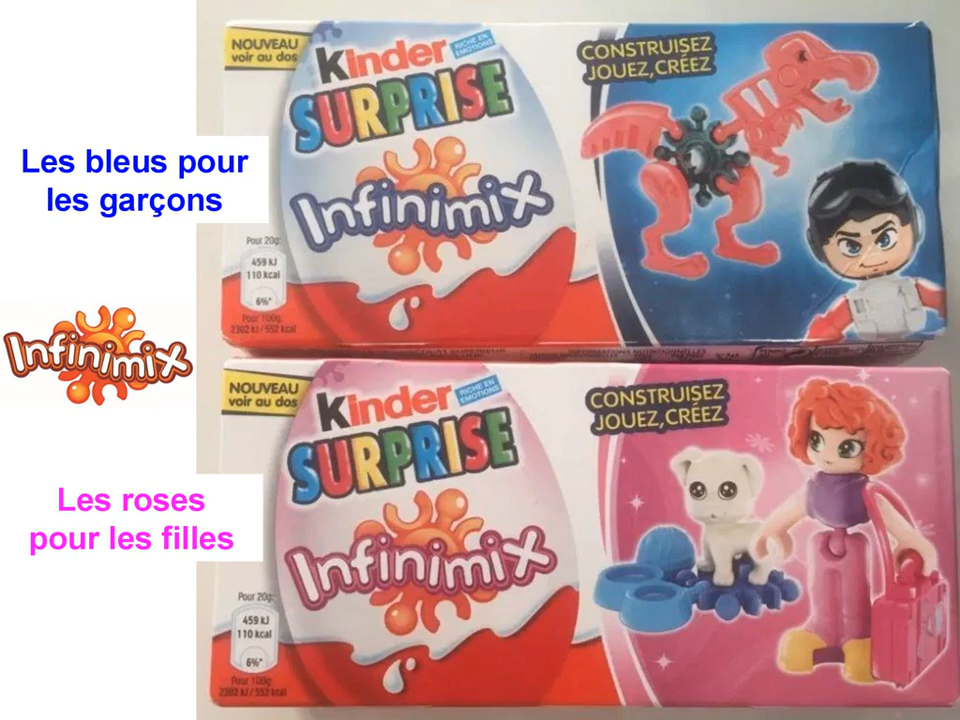 NOUVEAU
voir au dos
Kinder
SURPRISE
RICHE EN
ÉMOTIONS
CONSTRUISEZ
JOUEZ, CRÉEZ
Infinimix
Les bleus pour
les garçons
Pour 20g:
459 kJ
110 kcal
6%*
Pour 100g:
2302 kJ / 552 kcal
Infinimix
INFORMATIONS NUTRITIONNELLES
NOUVEAU
voir au dos
Kinder
SURPRISE
RICHE EN
ÉMOTIONS
CONSTRUISEZ
JOUEZ, CRÉEZ
Infinimix
Les roses
pour les filles
Pour 20g:
459 kJ
110 kcal
6%*
Pour 100g:
2302 kJ / 552 kcal